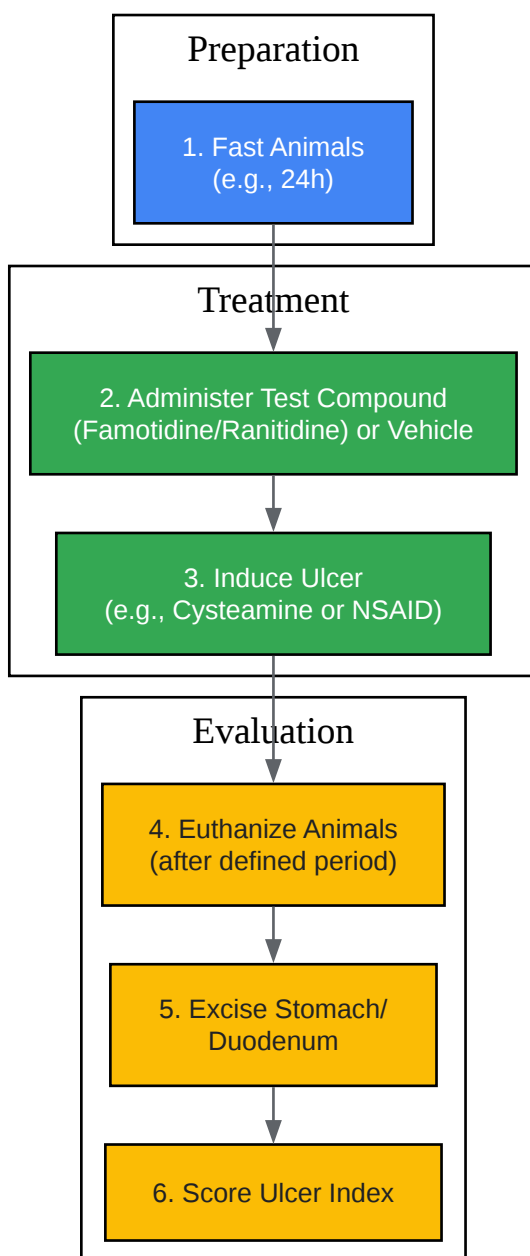 Preparation
1. Fast Animals
(e.g., 24h)
Treatment
2. Administer Test Compound
(Famotidine/Ranitidine) or Vehicle
3. Induce Ulcer
(e.g., Cysteamine or NSAID)
Evaluation
4. Euthanize Animals
(after defined period)
5. Excise Stomach/
Duodenum
6. Score Ulcer Index